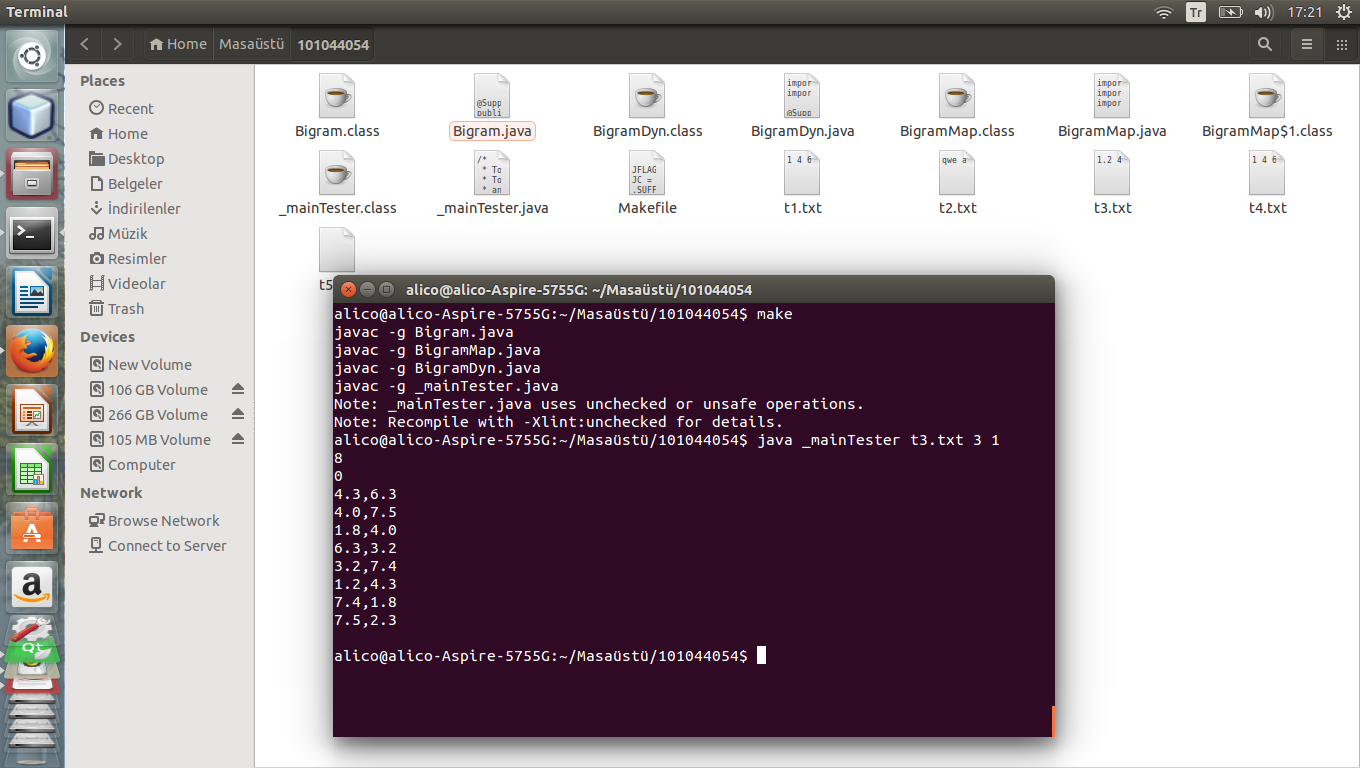 Terminal
Tr
17:21
Home
Masaüstü
101044054
Places
Recent
Home
Desktop
Belgeler
İndirilenler
Müzik
Resimler
Videolar
Trash
Devices
New Volume
106 GB Volume
266 GB Volume
105 MB Volume
Computer
Network
Browse Network
Connect to Server
@Supp
publi
impor
impor
@Supp
impor
impor
impor
Bigram.class
Bigram.java
BigramDyn.class
BigramDyn.java
BigramMap.class
BigramMap.java
BigramMap$1.class
/*
* To
* To
* an
JFLAG
JC =
.SUFF
1 4 6
qwe a
1.2 4
1 4 6
_mainTester.class
_mainTester.java
Makefile
t1.txt
t2.txt
t3.txt
t4.txt
alico@alico-Aspire-5755G: ~/Masaüstü/101044054
alico@alico-Aspire-5755G:~/Masaüstü/101044054$ make
javac -g Bigram.java
javac -g BigramMap.java
javac -g BigramDyn.java
javac -g _mainTester.java
Note: _mainTester.java uses unchecked or unsafe operations.
Note: Recompile with -Xlint:unchecked for details.
alico@alico-Aspire-5755G:~/Masaüstü/101044054$ java _mainTester t3.txt 3 1
8
0
4.3,6.3
4.0,7.5
1.8,4.0
6.3,3.2
3.2,7.4
1.2,4.3
7.4,1.8
7.5,2.3
alico@alico-Aspire-5755G:~/Masaüstü/101044054$
a
Qt